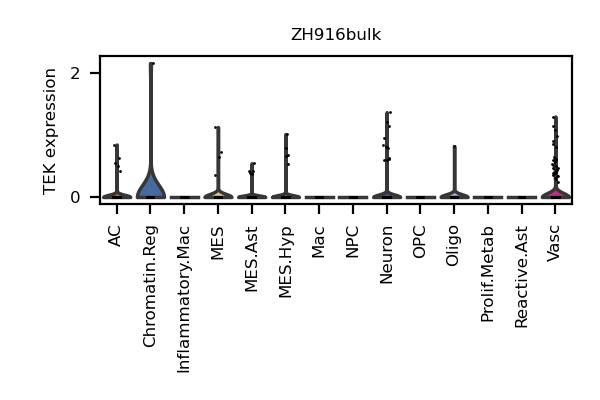 ZH916bulk
TEK expression
2
0
AC
Chromatin.Reg
Inflammatory.Mac
MES
MES.Ast
MES.Hyp
Mac
NPC
Neuron
OPC
Oligo
Prolif.Metab
Reactive.Ast
Vasc